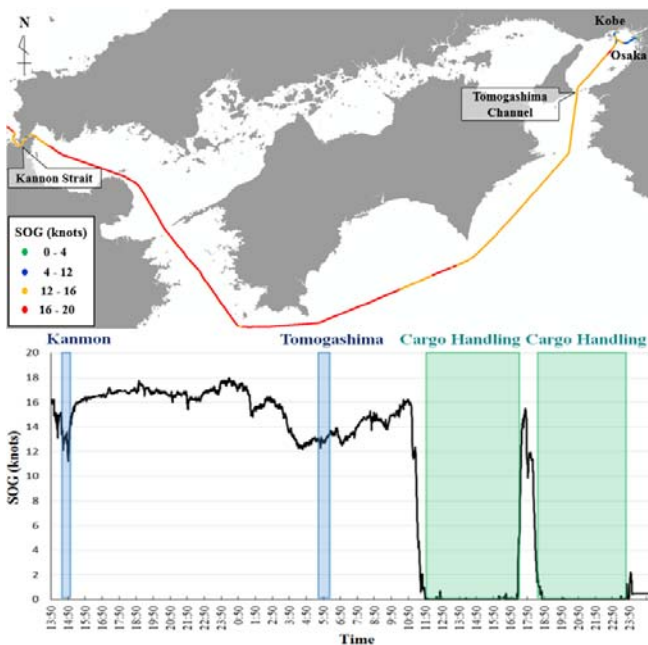 N
Kobe
Osaka
Tomogashima
Channel
Kannon Strait
SOG (knots)
0 - 4
4 - 12
12 - 16
16 - 20
Kanmon
Tomogashima
Cargo Handling
Cargo Handling
SOG (knots)
20
18
16
14
12
10
8
6
4
2
0
13:50
14:50
15:50
16:50
17:50
18:50
19:50
20:50
21:50
22:50
23:50
0:50
1:50
2:50
3:50
4:50
5:50
6:50
7:50
8:50
9:50
10:50
11:50
12:50
13:50
14:50
15:50
16:50
17:50
18:50
19:50
20:50
21:50
22:50
23:50
Time